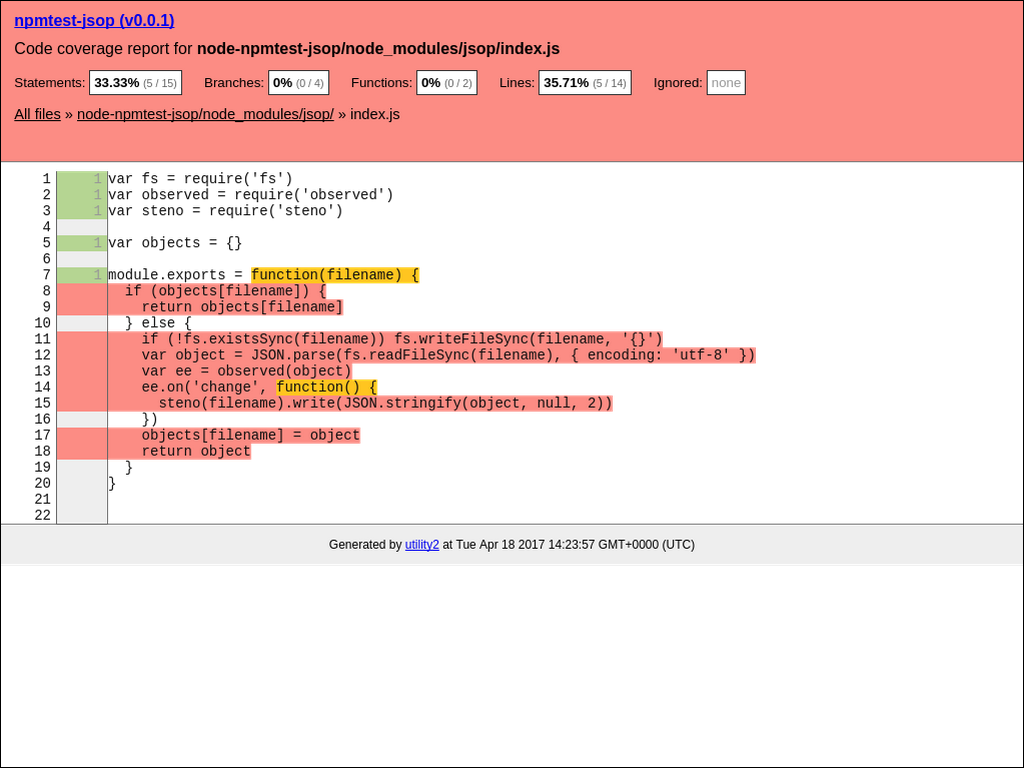 npmtest-jsop (v0.0.1)
Code coverage report for node-npmtest-jsop/node_modules/jsop/index.js
Statements: 33.33% (5 / 15) Branches: 0% (0 / 4) Functions: 0% (0 / 2) Lines: 35.71% (5 / 14) Ignored: none
All files » node-npmtest-jsop/node_modules/jsop/ » index.js
1 1 var fs = require('fs')
2 1 var observed = require('observed')
3 1 var steno = require('steno')
4
5 1 var objects = {}
6
7 1 module.exports = function(filename) {
8   if (objects[filename]) {
9     return objects[filename]
10   } else {
11     if (!fs.existsSync(filename)) fs.writeFileSync(filename, '{}')
12     var object = JSON.parse(fs.readFileSync(filename), { encoding: 'utf-8' })
13     var ee = observed(object)
14     ee.on('change', function() {
15       steno(filename).write(JSON.stringify(object, null, 2))
16     })
17     objects[filename] = object
18     return object
19   }
20 }
21
22
Generated by utility2 at Tue Apr 18 2017 14:23:57 GMT+0000 (UTC)